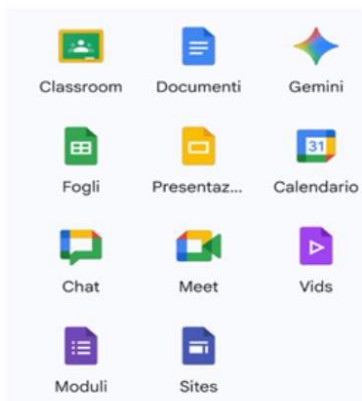 Classroom Documenti Gemini
31
Fogli Presentaz... Calendario
Chat Meet Vids
Moduli Sites